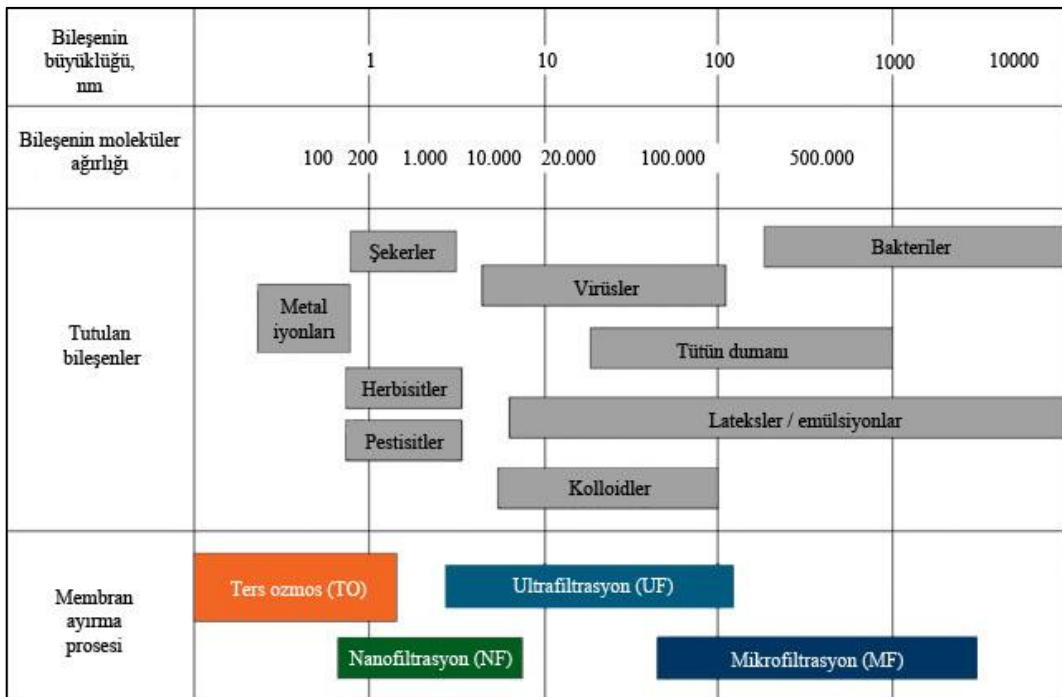 Bileşenin
büyüklüğü,
nm
1 10 100 1000 10000
Bileşenin moleküler
ağırlığı
100 200 1.000 10.000 20.000 100.000 500.000
Tutulan
bileşenler
Şekerler
Bakteriler
Virüsler
Metal
iyonları
Tütün dumanı
Herbisitler
Lateksler / emülsiyonlar
Pestisitler
Kolloidler
Membran
ayırma
prosesi
Ters ozmos (TO)
Ultrafiltrasyon (UF)
Nanofiltrasyon (NF)
Mikrofiltrasyon (MF)